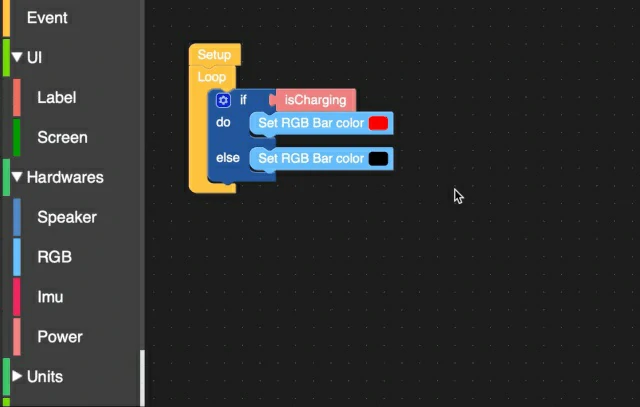 Event
UI
Label
Screen
Hardwares
Speaker
RGB
Imu
Power
Units
Setup
Loop
if isCharging
do Set RGB Bar color
else Set RGB Bar color